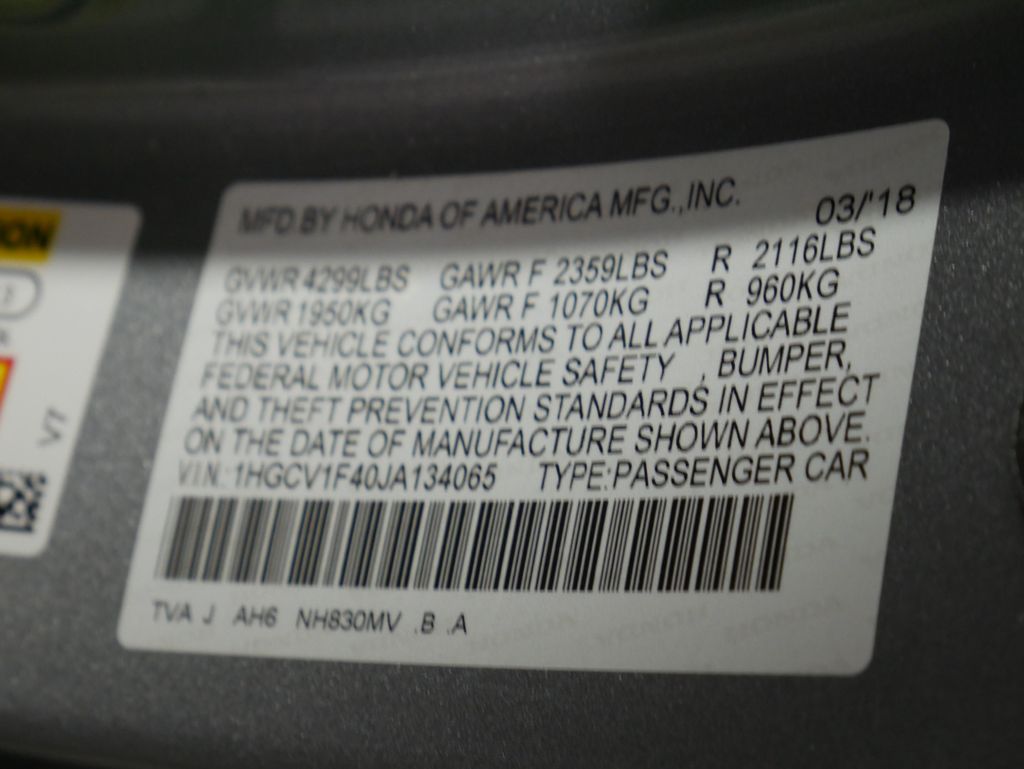 MFD.BY HONDA OF AMERICA MFG.,INC. 03/'18
GVWR 4299LBS GAWR F 2359LBS R 2116LBS
GVWR 1950KG GAWR F 1070KG R 960KG
THIS VEHICLE CONFORMS TO ALL APPLICABLE
FEDERAL MOTOR VEHICLE SAFETY , BUMPER,
AND THEFT PREVENTION STANDARDS IN EFFECT
ON THE DATE OF MANUFACTURE SHOWN ABOVE.
VIN: 1HGCV1F40JA134065 TYPE:PASSENGER CAR
TVA J AH6 NH830MV .B .A
V7